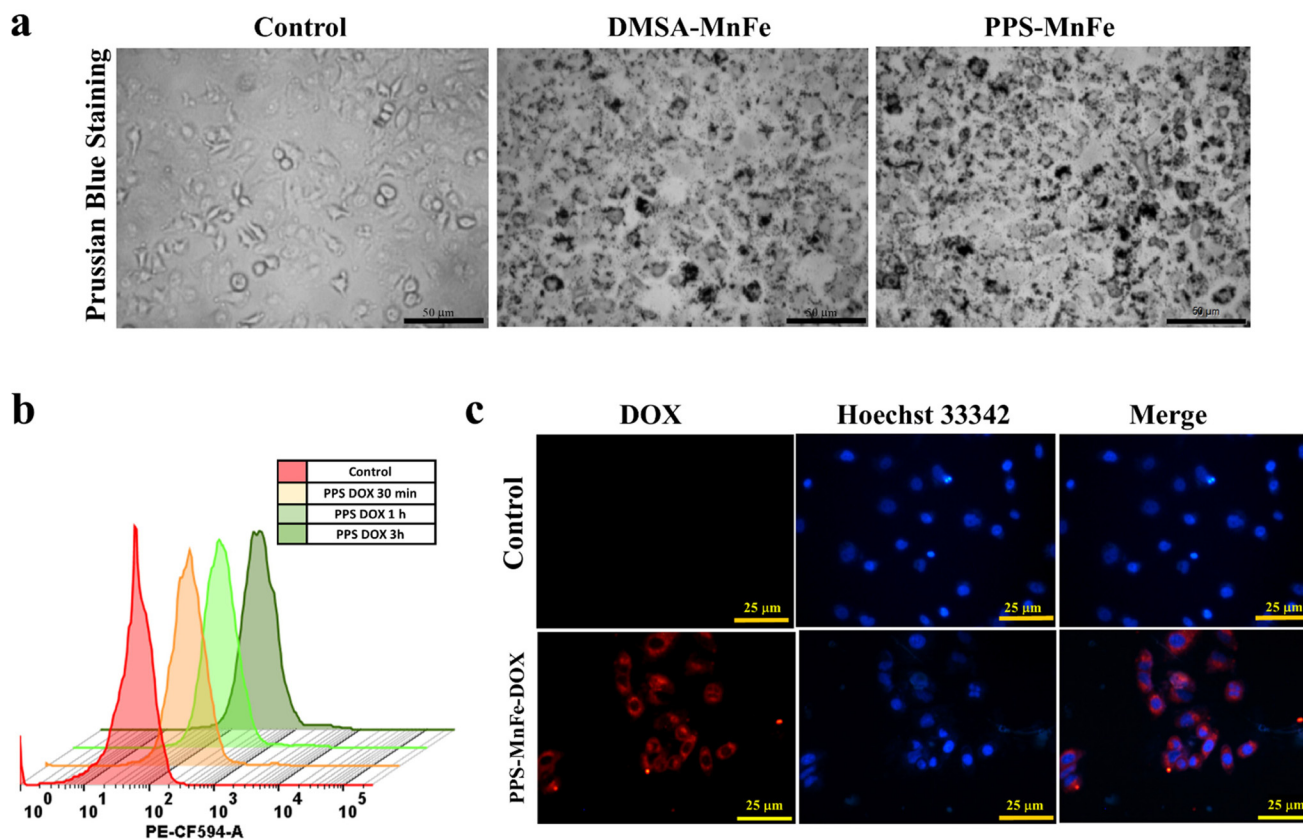 a
Control
DMSA-MnFe
PPS-MnFe
Prussian Blue Staining
50 μm
50 μm
50 μm
b
Control
PPS DOX 30 min
PPS DOX 1 h
PPS DOX 3h
10 0 10 1 10 2 10 3 10 4 10 5
PE-CF594-A
c
DOX
Hoechst 33342
Merge
Control
25 μm
25 μm
25 μm
PPS-MnFe-DOX
25 μm
25 μm
25 μm